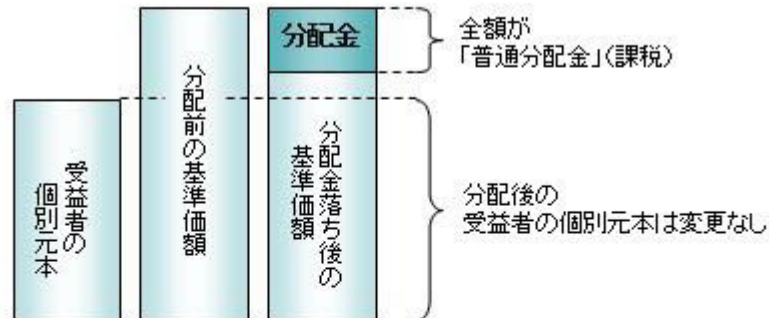 受益者の
個別元本
分配前の基準価額
分配金
分配金落ち後の
基準価額
全額が
「普通分配金」(課税)
分配後の
受益者の個別元本は変更なし